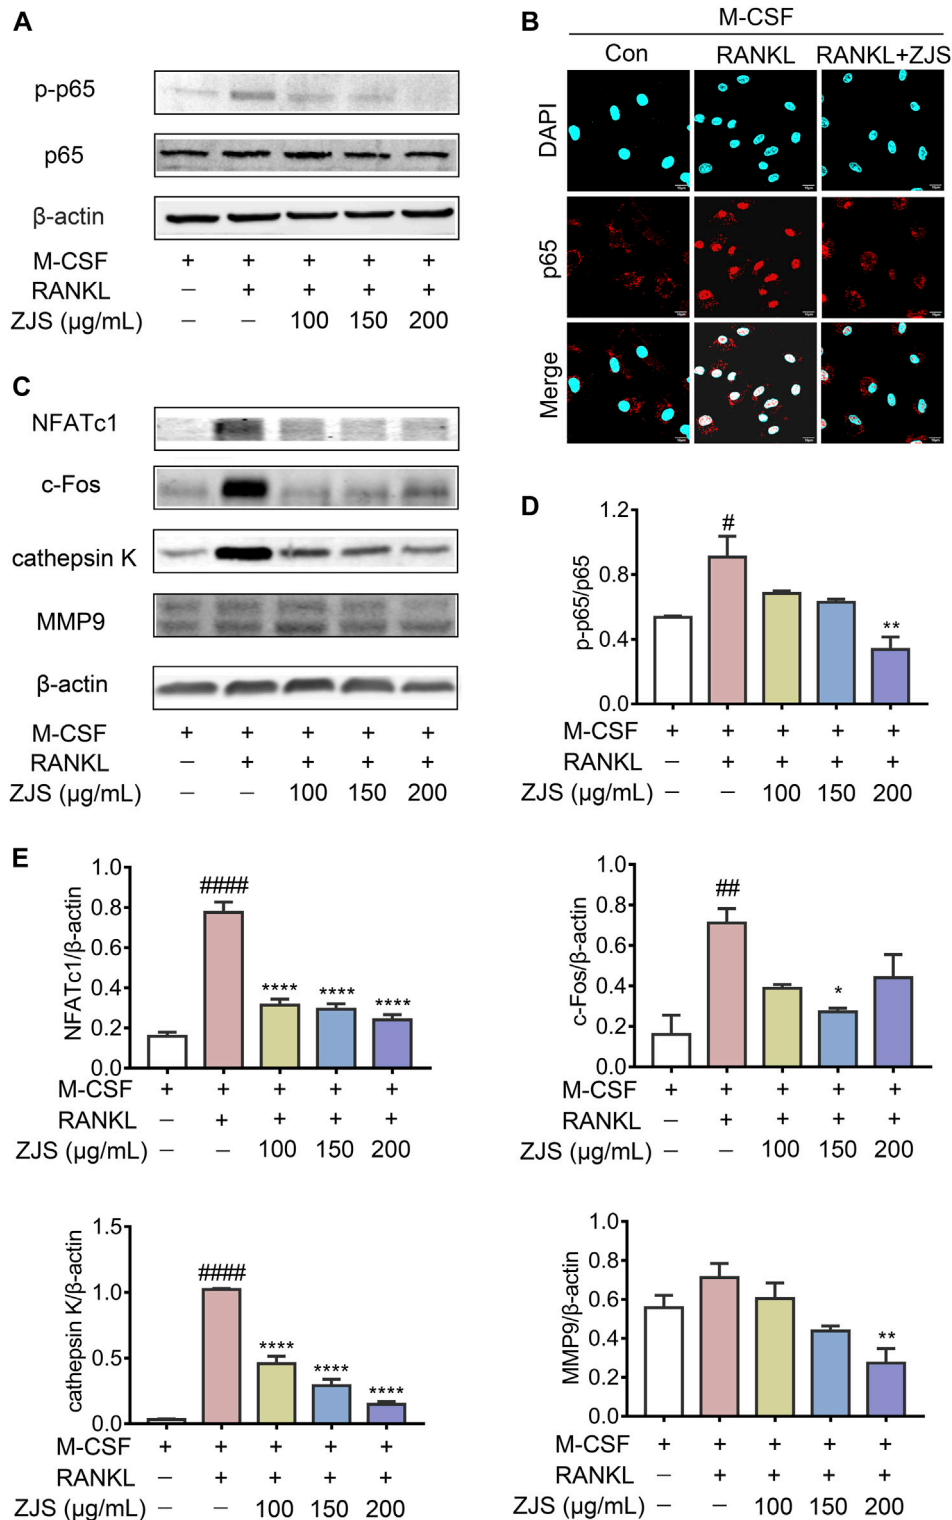 A
p-p65
p65
β-actin
M-CSF + + + + +
RANKL – + + + +
ZJS (μg/mL) – – 100 150 200
B
M-CSF
Con RANKL RANKL+ZJS
DAPI
p65
Merge
C
NFATc1
c-Fos
cathepsin K
MMP9
β-actin
M-CSF + + + + +
RANKL – + + + +
ZJS (μg/mL) – – 100 150 200
D
p-p65/p65
1.2
0.8
0.4
0.0
#
**
M-CSF + + + + +
RANKL – + + + +
ZJS (μg/mL) – – 100 150 200
E
NFATc1/β-actin
1.0
0.8
0.6
0.4
0.2
0.0
####
**** **** ****
M-CSF + + + + +
RANKL – + + + +
ZJS (μg/mL) – – 100 150 200
c-Fos/β-actin
1.0
0.8
0.6
0.4
0.2
0.0
##
*
M-CSF + + + + +
RANKL – + + + +
ZJS (μg/mL) – – 100 150 200
cathepsin K/β-actin
1.5
1.0
0.5
0.0
####
**** **** ****
M-CSF + + + + +
RANKL – + + + +
ZJS (μg/mL) – – 100 150 200
MMP9/β-actin
1.0
0.8
0.6
0.4
0.2
0.0
**
M-CSF + + + + +
RANKL – + + + +
ZJS (μg/mL) – – 100 150 200